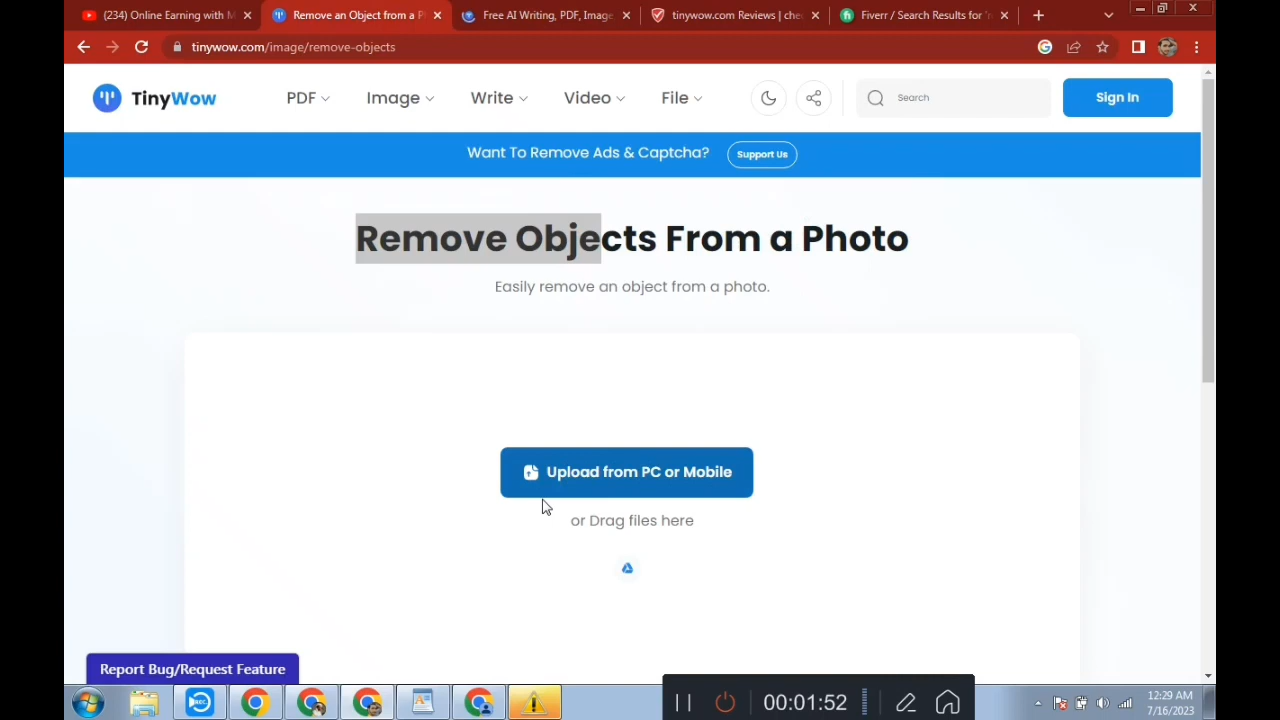 (234) Online Earning with M
Remove an Object from a P
Free AI Writing, PDF, Image
tinywow.com Reviews | che
Fiverr / Search Results for 'r
tinywow.com/image/remove-objects
TinyWow
PDF
Image
Write
Video
File
Search
Sign In
Want To Remove Ads & Captcha?
Support Us
Remove Objects From a Photo
Easily remove an object from a photo.
Upload from PC or Mobile
or Drag files here
Report Bug/Request Feature
REC
00:01:52
12:29 AM
7/16/2023